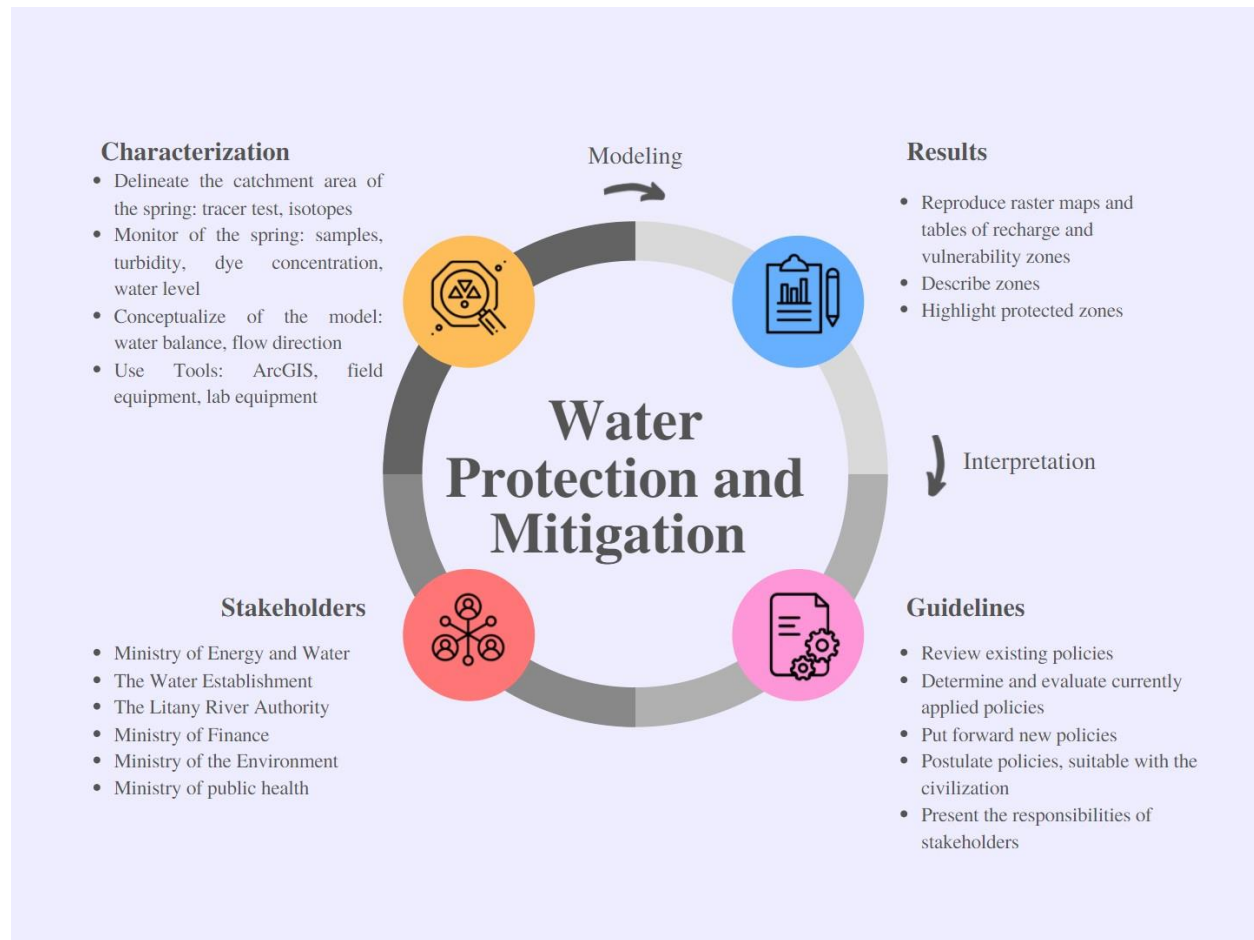 Characterization
• Delineate the catchment area of
the spring: tracer test, isotopes
• Monitor of the spring: samples,
turbidity, dye concentration,
water level
• Conceptualize of the model:
water balance, flow direction
• Use Tools: ArcGIS, field
equipment, lab equipment
Modeling
Results
• Reproduce raster maps and
tables of recharge and
vulnerability zones
• Describe zones
• Highlight protected zones
Water
Protection and
Mitigation
Interpretation
Stakeholders
• Ministry of Energy and Water
• The Water Establishment
• The Litany River Authority
• Ministry of Finance
• Ministry of the Environment
• Ministry of public health
Guidelines
• Review existing policies
• Determine and evaluate currently
applied policies
• Put forward new policies
• Postulate policies, suitable with the
civilization
• Present the responsibilities of
stakeholders